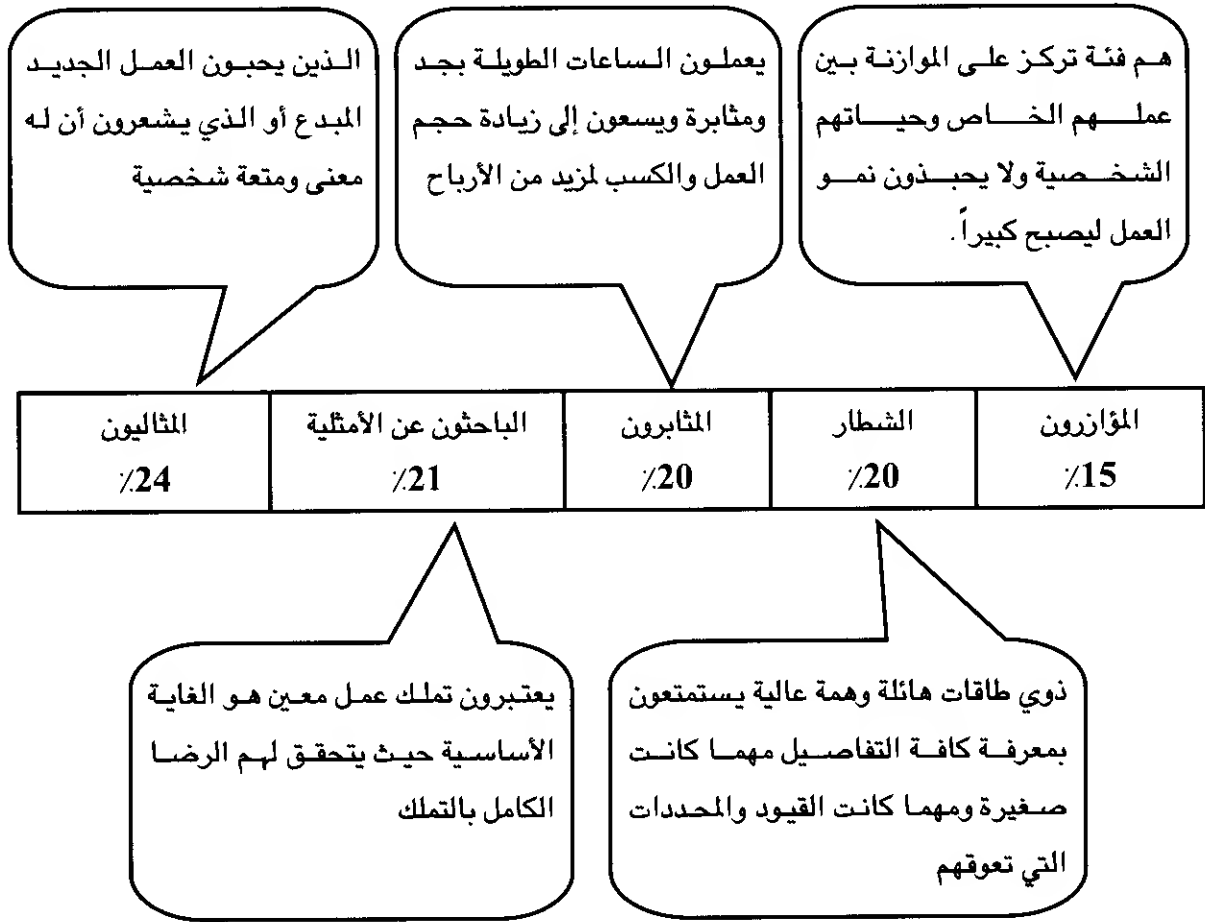 هم فئة تركز على الموازنة بين
عملهم الخاص وحياتهم
الشخصية ولا يحبذون نمو
العمل ليصبح كبيراً.
يعملون الساعات الطويلة بجد
ومثابرة ويسعون إلى زيادة حجم
العمل والكسب لمزيد من الأرباح
الذين يحبون العمل الجديد
المبدع أو الذي يشعرون أن له
معنى ومتعة شخصية
المؤازرون
٪15
الشطار
٪20
المثابرون
٪20
الباحثون عن الأمثلية
٪21
المثاليون
٪24
ذوي طاقات هائلة وهمة عالية يستمتعون
بمعرفة كافة التفاصيل مهما كانت
صغيرة ومهما كانت القيود والمحددات
التي تعوقهم
يعتبرون تملك عمل معين هو الغاية
الأساسية حيث يتحقق لهم الرضا
الكامل بالتملك